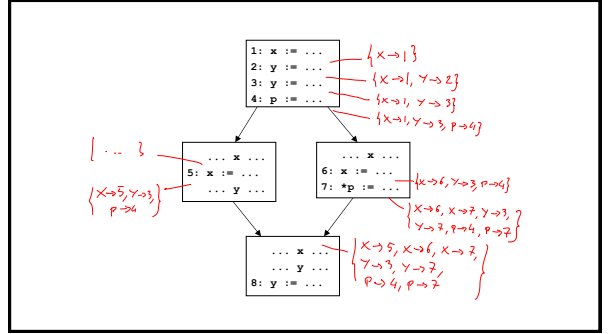 1: x := ...
2: y := ...
3: y := ...
4: p := ...
{x→1}
{x→1, y→2}
{x→1, y→3}
{x→1, y→3, p→4}
{ ... }
... x ...
5: x := ...
... y ...
{x→5, y→3,
p→4}
... x ...
6: x := ...
7: *p := ...
{x→6, y→3, p→4}
{x→6, x→7, y→3,
y→7, p→4, p→7}
... x ...
... y ...
8: y := ...
{x→5, x→6, x→7,
y→3, y→7,
p→4, p→7}